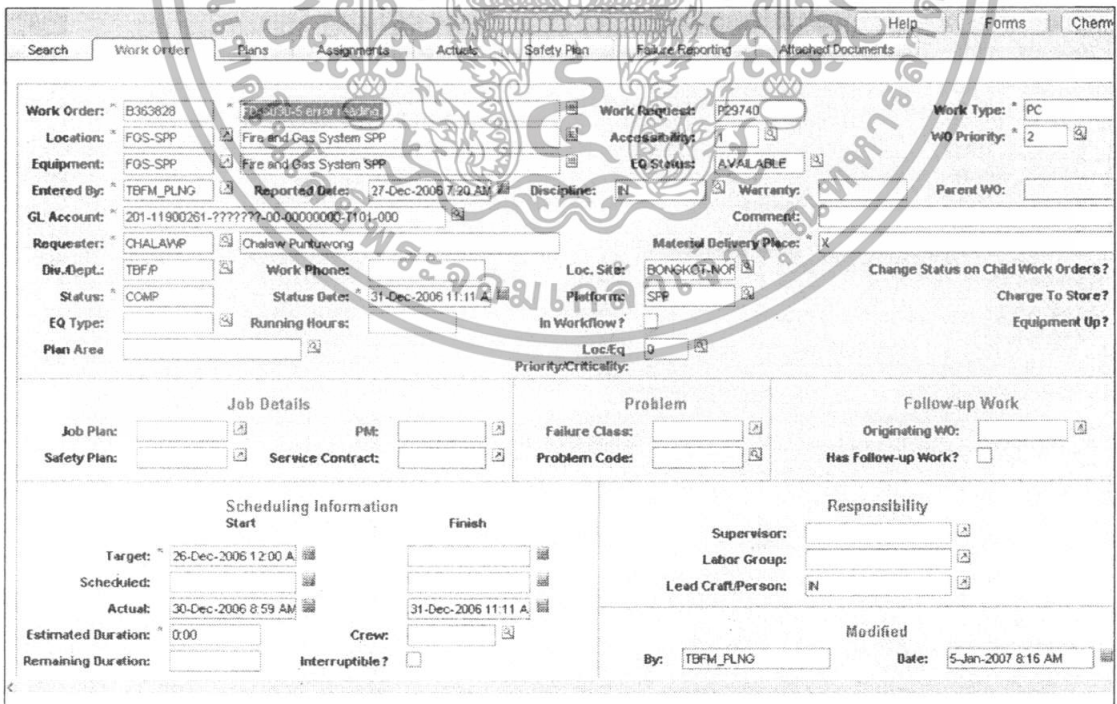 Help Forms Chem
Search Work Order Plans Assignments Actuals Safety Plan Failure Reporting Attached Documents
Work Order: * B363828 * error reading Work Request: P29740 Work Type: * PC
Location: * FGS-SPP Fire and Gas System SPP Accessibility: 1 WO Priority: * 2
Equipment: FGS-SPP Fire and Gas System SPP EQ Status: AVAILABLE
Entered By: TBFM_PLNG Reported Date: 27-Dec-2006 7:20 AM Discipline: IN Warranty: Parent WO:
GL Account: * 201-11900261-???????-00-00000000-T101-000 Comment:
Requester: * CHALAWP Chalaw Puntuwong Material Delivery Place: * X
Div./Dept.: TBF/P Work Phone: Loc. Site: BONGKOT-NOR Change Status on Child Work Orders?
Status: * COMP Status Date: * 31-Dec-2006 11:11 A Platform: SPP Charge To Store?
EQ Type: Running Hours: In Workflow? Equipment Up?
Plan Area Loc/Eq 0
Priority/Criticality:
Job Details Problem Follow-up Work
Job Plan: PM: Failure Class: Originating WO:
Safety Plan: Service Contract: Problem Code: Has Follow-up Work?
Scheduling Information Responsibility
Start Finish
Supervisor:
Target: * 26-Dec-2006 12:00 A Labor Group:
Scheduled: Lead Craft/Person: IN
Actual: 30-Dec-2006 8:59 AM 31-Dec-2006 11:11 A
Estimated Duration: * 0:00 Crew: Modified
Remaining Duration: Interruptible? By: TBFM_PLNG Date: 5-Jan-2007 8:16 AM